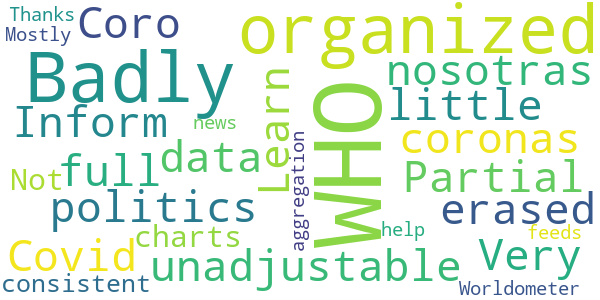 Thanks
Mostly
Coro
organized
Badly
nosotras
Inform
news
Learn
WHO
little
coronas
aggregation
Not
full
data
Partial
politics
charts
help
erased
Covid
unadjustable
Very
feeds
consistent
Worldometer